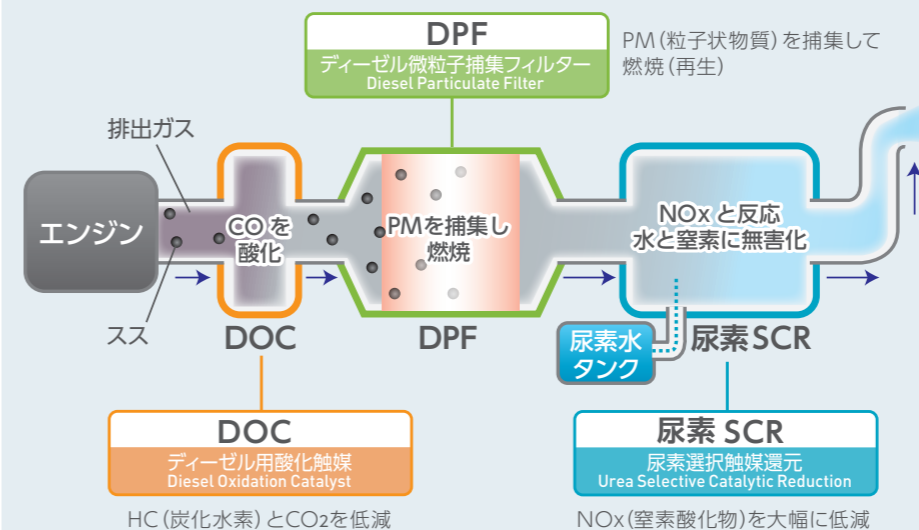 DPF
ディーゼル微粒子捕集フィルター
Diesel Particulate Filter
PM(粒子状物質)を捕集して
燃焼(再生)
排出ガス
エンジン
スス
COを
酸化
PMを捕集し
燃焼
NOxと反応
水と窒素に無害化
DOC
DPF
尿素水
タンク
尿素SCR
DOC
ディーゼル用酸化触媒
Diesel Oxidation Catalyst
HC(炭化水素)とCO2を低減
尿素 SCR
尿素選択触媒還元
Urea Selective Catalytic Reduction
NOx(窒素酸化物)を大幅に低減